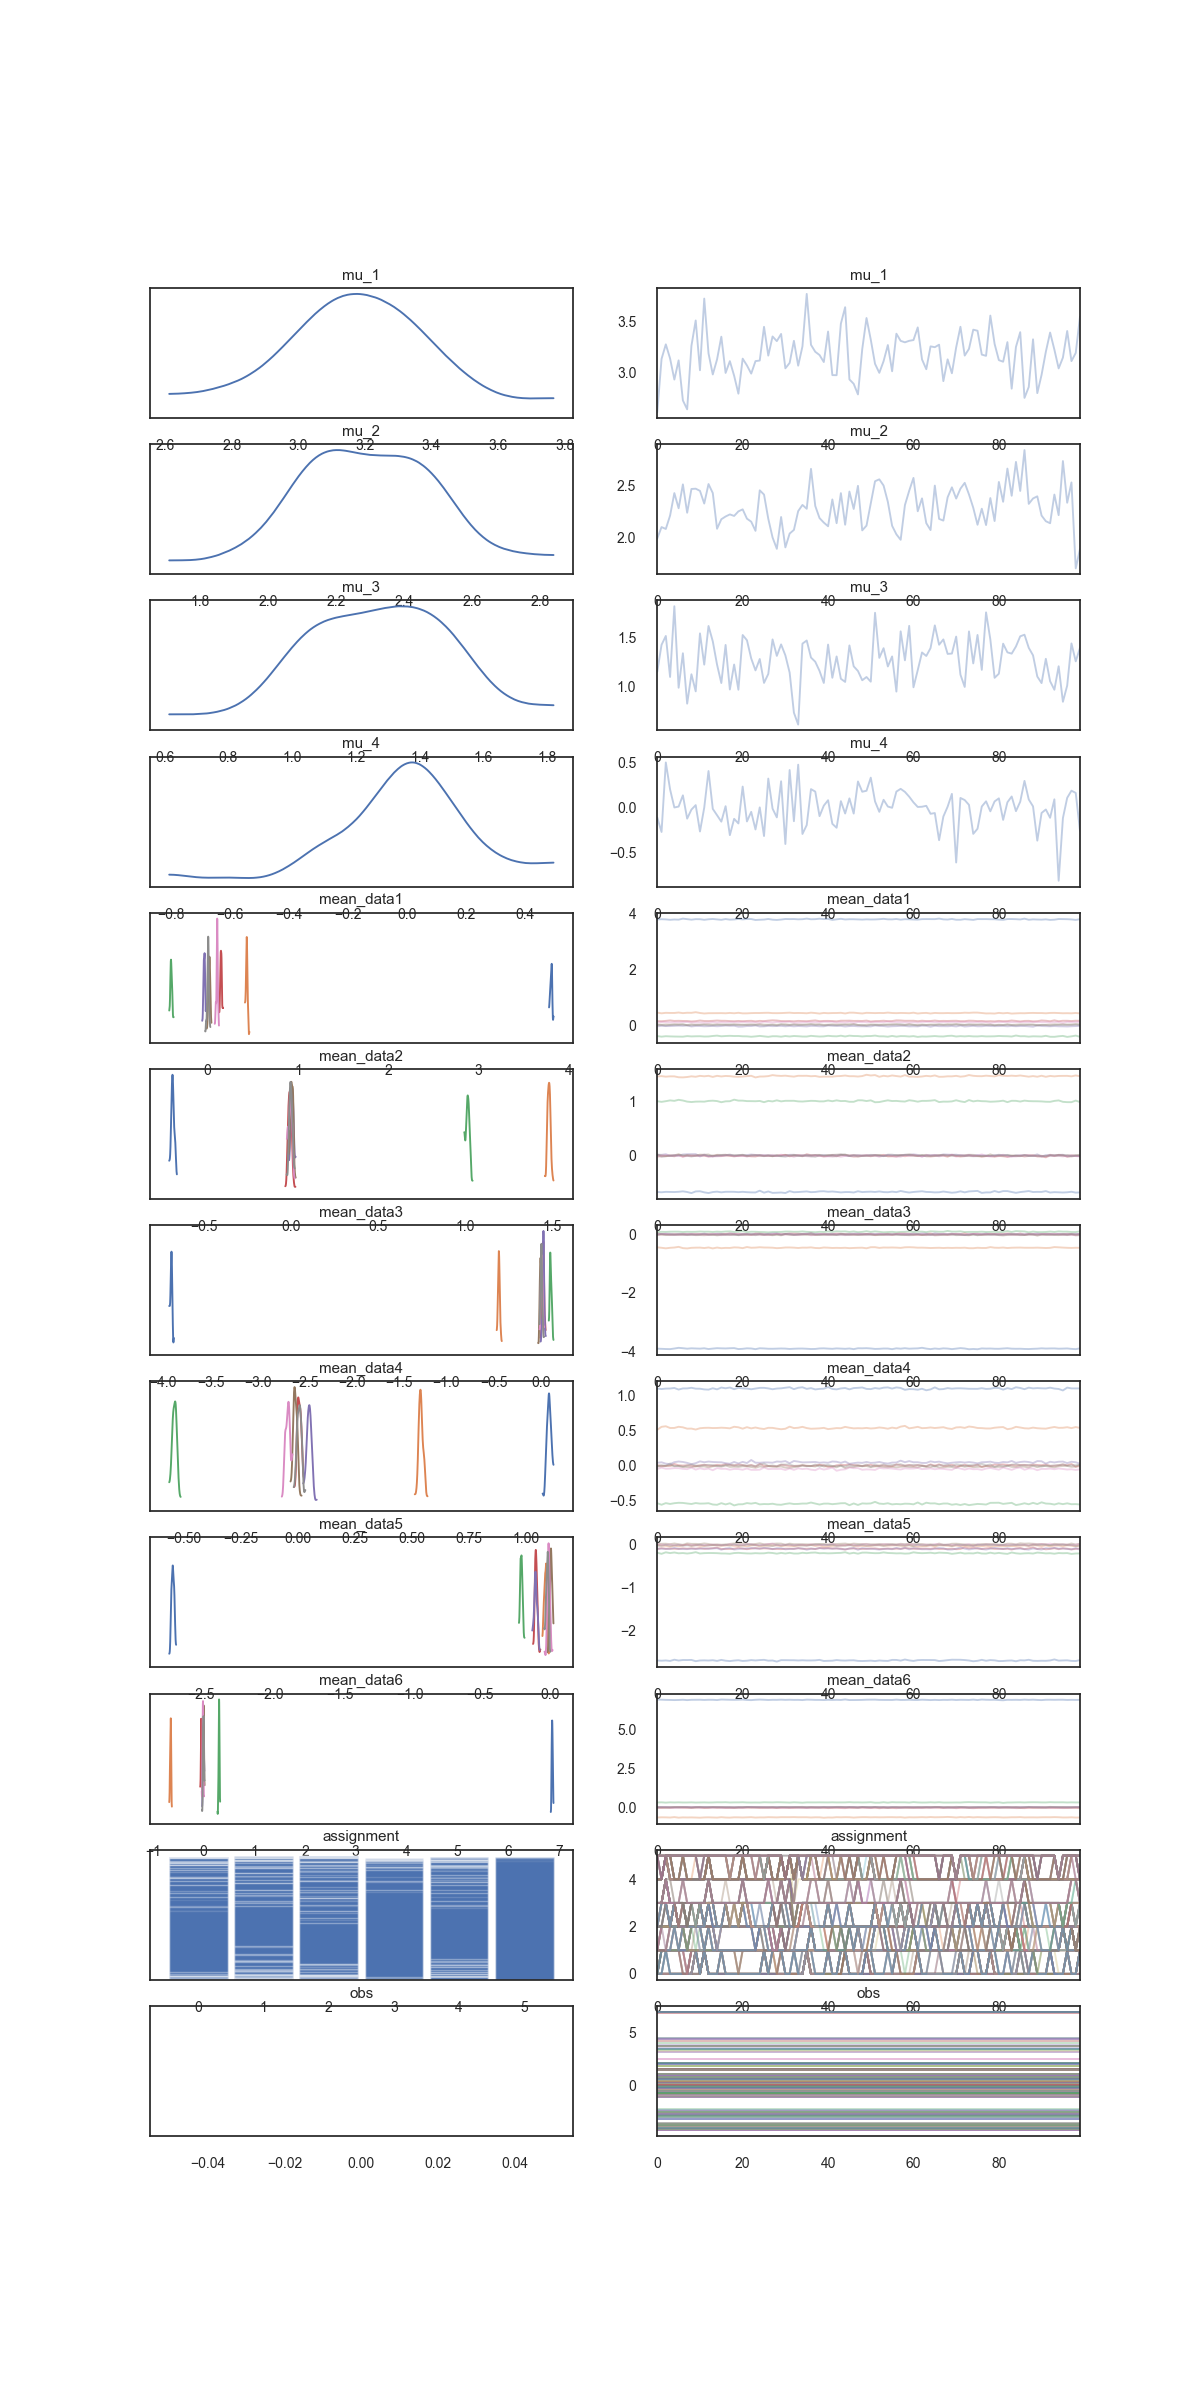 mu_1 mu_1
3.5
3.0
mu_2 mu_2
2.6 2.8 3.0 3.2 3.4 3.6 3.8 0 20 40 60 80
2.5
2.0
mu_3 mu_3
1.8 2.0 2.2 2.4 2.6 2.8 0 20 40 60 80
1.5
1.0
mu_4 mu_4
0.6 0.8 1.0 1.2 1.4 1.6 1.8 0 20 40 60 80
0.5
0.0
−0.5
mean_data1 mean_data1
−0.8 −0.6 −0.4 −0.2 0.0 0.2 0.4 0 20 40 60 80
4
2
0
mean_data2 mean_data2
0 1 2 3 4 0 20 40 60 80
1
0
mean_data3 mean_data3
−0.5 0.0 0.5 1.0 1.5 0 20 40 60 80
0
−2
−4
mean_data4 mean_data4
−4.0 −3.5 −3.0 −2.5 −2.0 −1.5 −1.0 −0.5 0.0 0 20 40 60 80
1.0
0.5
0.0
−0.5
mean_data5 mean_data5
−0.50 −0.25 0.00 0.25 0.50 0.75 1.00 0 20 40 60 80
0
−1
−2
mean_data6 mean_data6
−2.5 −2.0 −1.5 −1.0 −0.5 0.0 0 20 40 60 80
5.0
2.5
0.0
assignment assignment
−1 0 1 2 3 4 5 6 7 0 20 40 60 80
4
2
0
obs obs
0 1 2 3 4 5 0 20 40 60 80
5
0
−0.04 −0.02 0.00 0.02 0.04 0 20 40 60 80